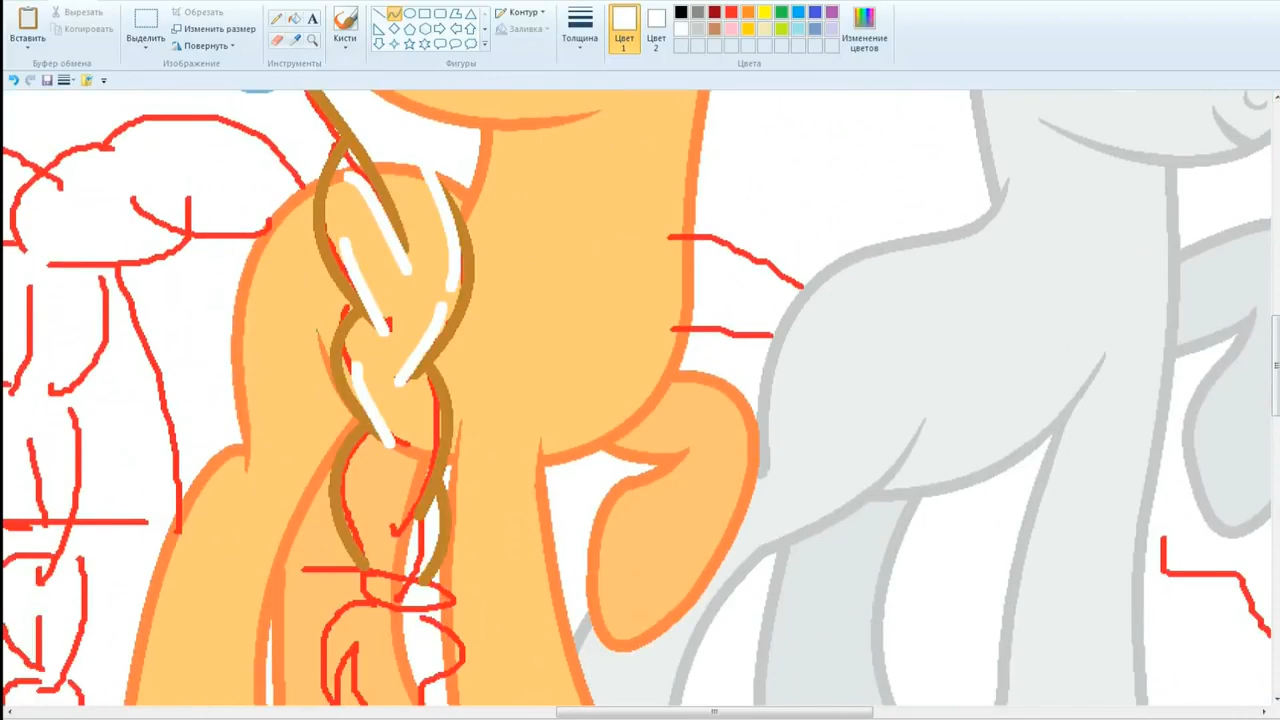 Вставить
Вырезать
Копировать
Буфер обмена
Выделить
Обрезать
Изменить размер
Повернуть
Изображение
A
Инструменты
Кисти
Контур
Заливка
Фигуры
Толщина
Цвет 1
Цвет 2
Изменение цветов
Цвета